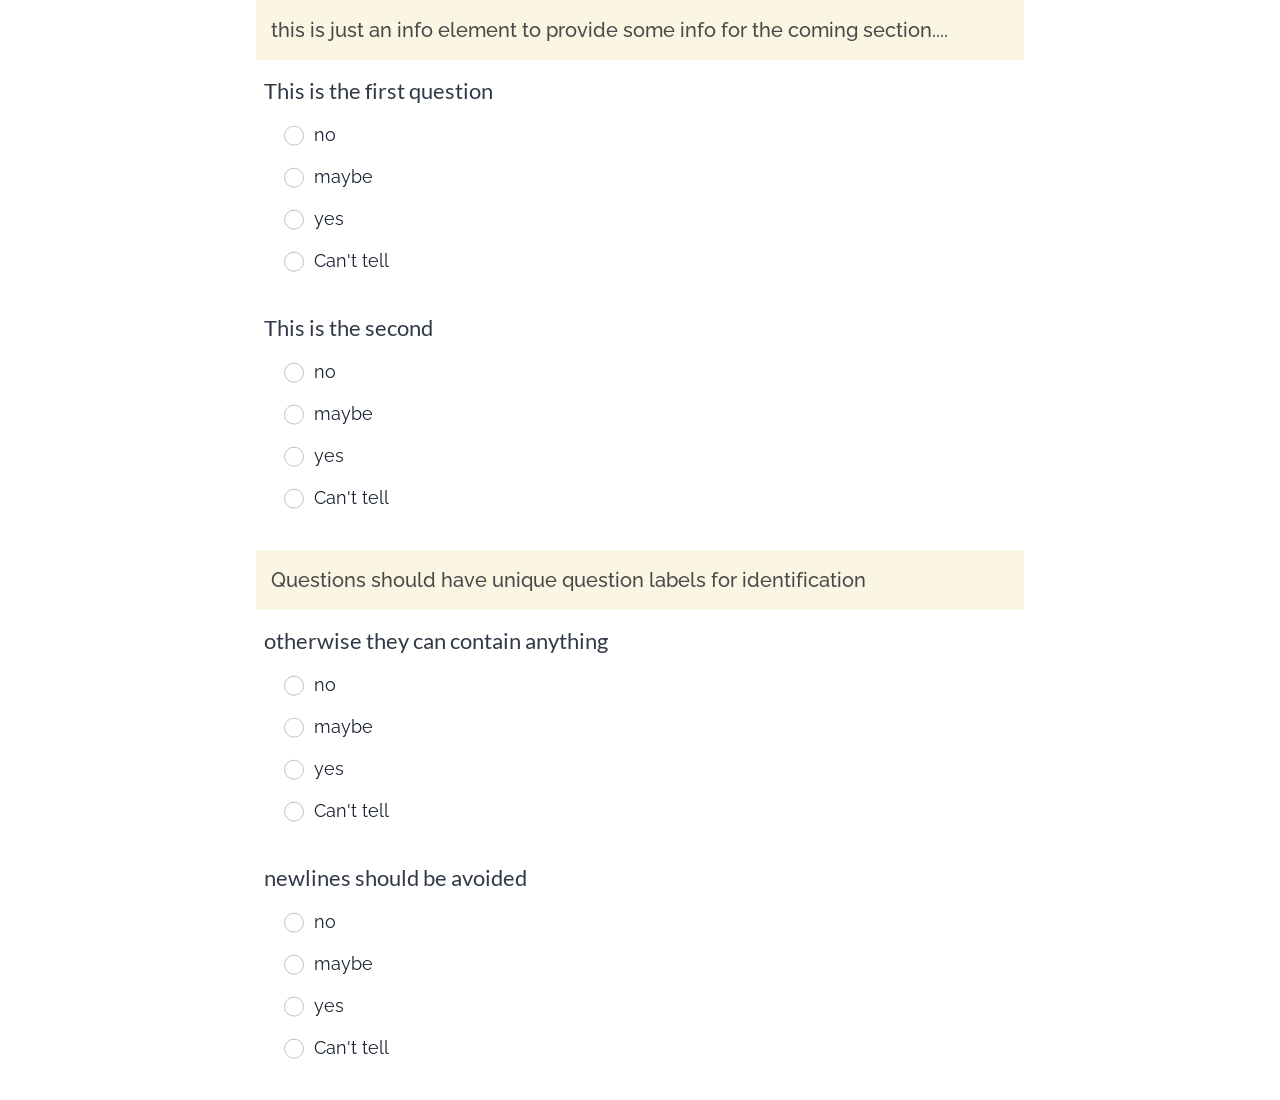 this is just an info element to provide some info for the coming section....
This is the first question
no
maybe
yes
Can't tell
This is the second
no
maybe
yes
Can't tell
Questions should have unique question labels for identification
otherwise they can contain anything
no
maybe
yes
Can't tell
newlines should be avoided
no
maybe
yes
Can't tell